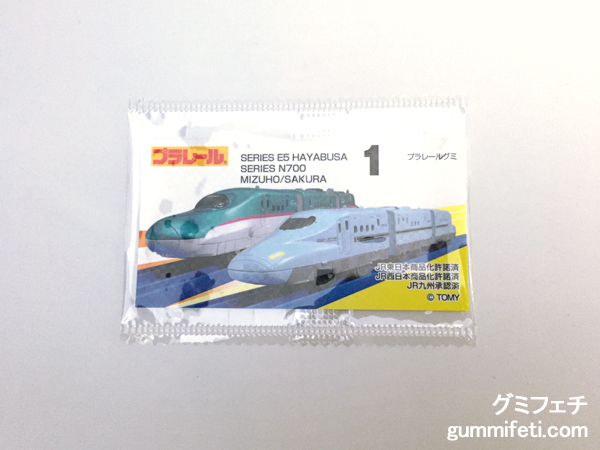 プラレール
SERIES E5 HAYABUSA
SERIES N700
MIZUHO/SAKURA
1
プラレールグミ
JR東日本商品化許諾済
JR西日本商品化許諾済
JR九州承認済
© TOMY
グミフェチ
gummifeti.com